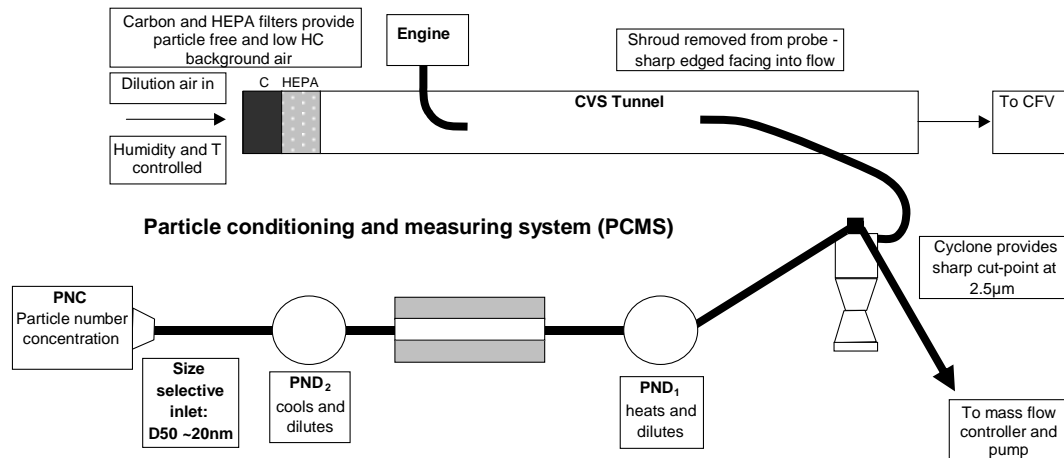 Carbon and HEPA filters provide
particle free and low HC
background air
Engine
Shroud removed from probe -
sharp edged facing into flow
Dilution air in
C HEPA
CVS Tunnel
To CFV
Humidity and T
controlled
Particle conditioning and measuring system (PCMS)
Cyclone provides
sharp cut-point at
2.5µm
PNC
Particle number
concentration
Size
selective
inlet:
D50 ~20nm
PND₂
cools and
dilutes
PND₁
heats and
dilutes
To mass flow
controller and
pump